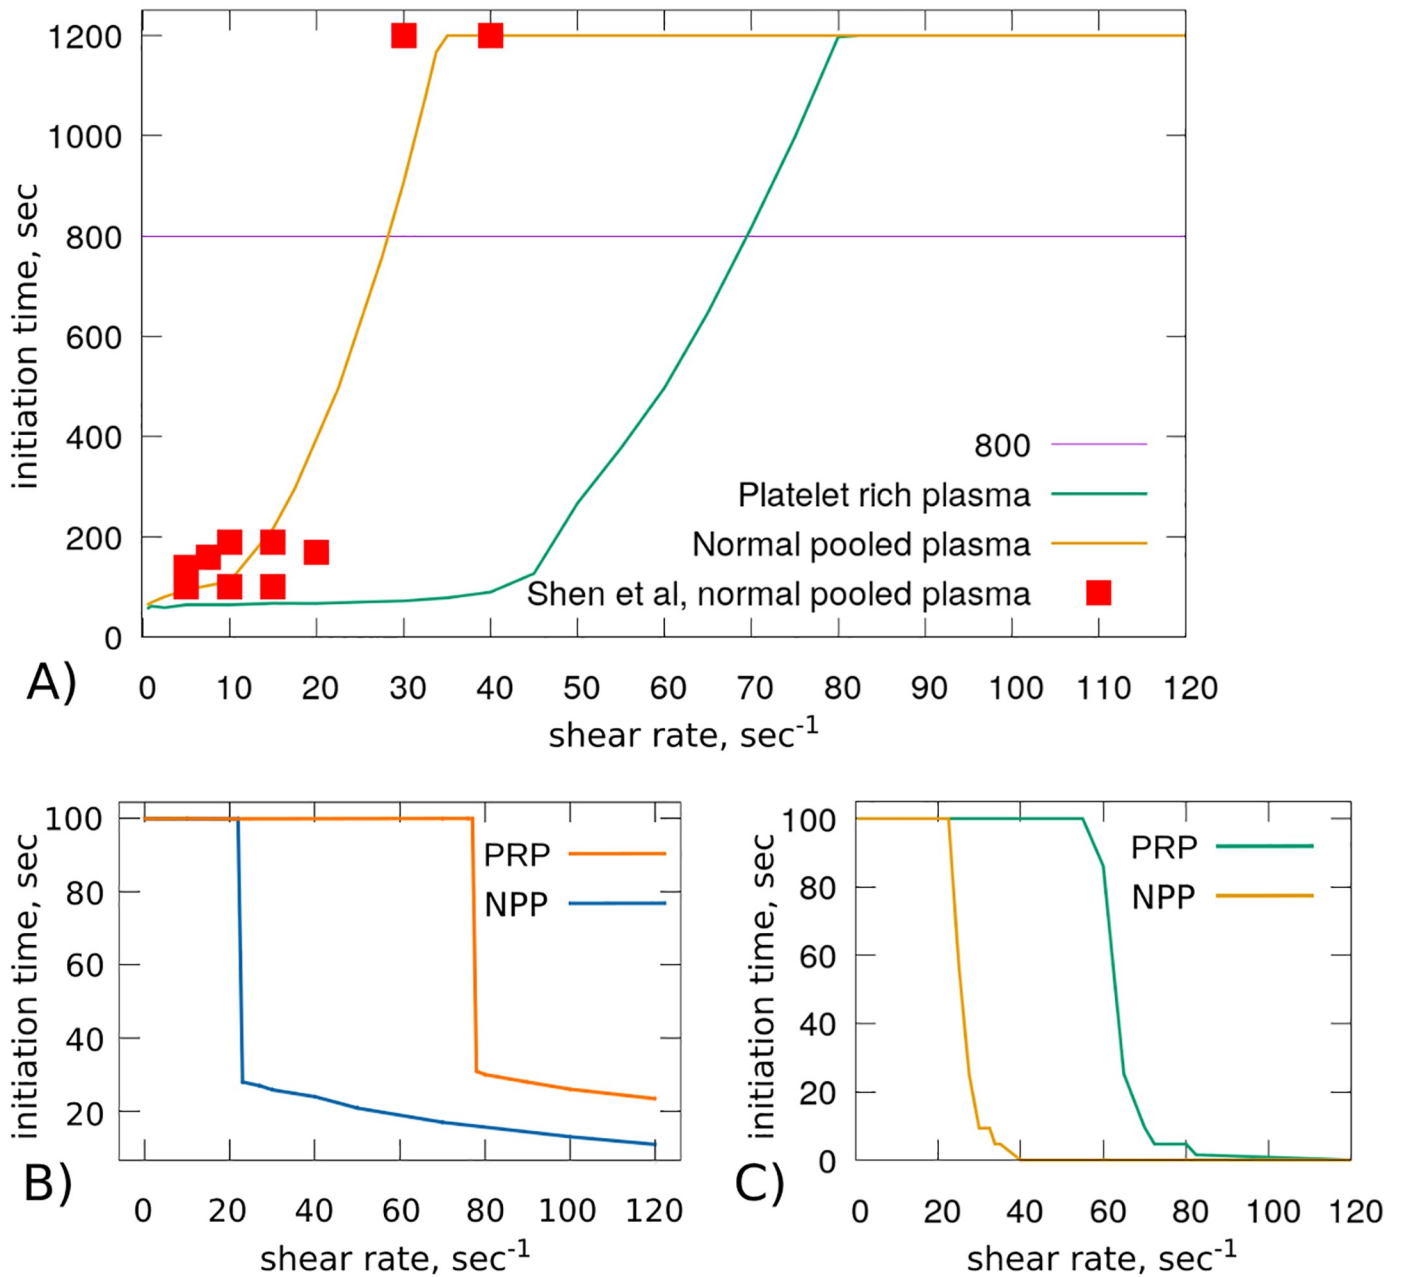 1200
1000
800
600
400
200
0
initiation time, sec
800
Platelet rich plasma
Normal pooled plasma
Shen et al, normal pooled plasma
A)
0 10 20 30 40 50 60 70 80 90 100 110 120
shear rate, sec-1
100
80
60
40
20
initiation time, sec
PRP
NPP
B)
0 20 40 60 80 100 120
shear rate, sec-1
100
80
60
40
20
0
initiation time, sec
PRP
NPP
C)
0 20 40 60 80 100 120
shear rate, sec-1